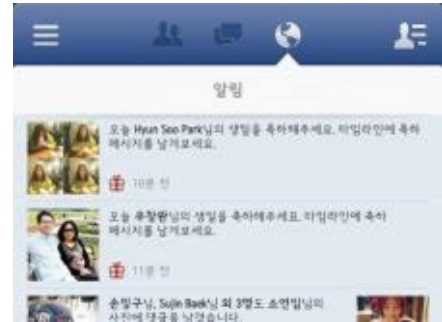 알림
오늘 Hyun Soo Park님의 생일을 축하해주세요. 타임라인에 축하
메시지를 남겨보세요.
10분 전
오늘 창완님의 생일을 축하해주세요. 타임라인에 축하
메시지를 남겨보세요.
11분 전
손일구님, Sujin Baek님 외 3명도 소연임님의
사진에 댓글을 남겼습니다.